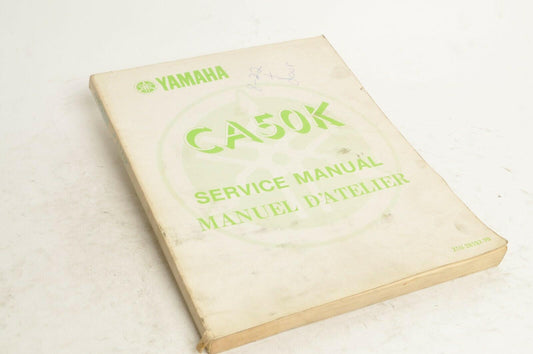 YAMAHA
CA50K
SERVICE MANUAL
MANUEL D'ATELIER